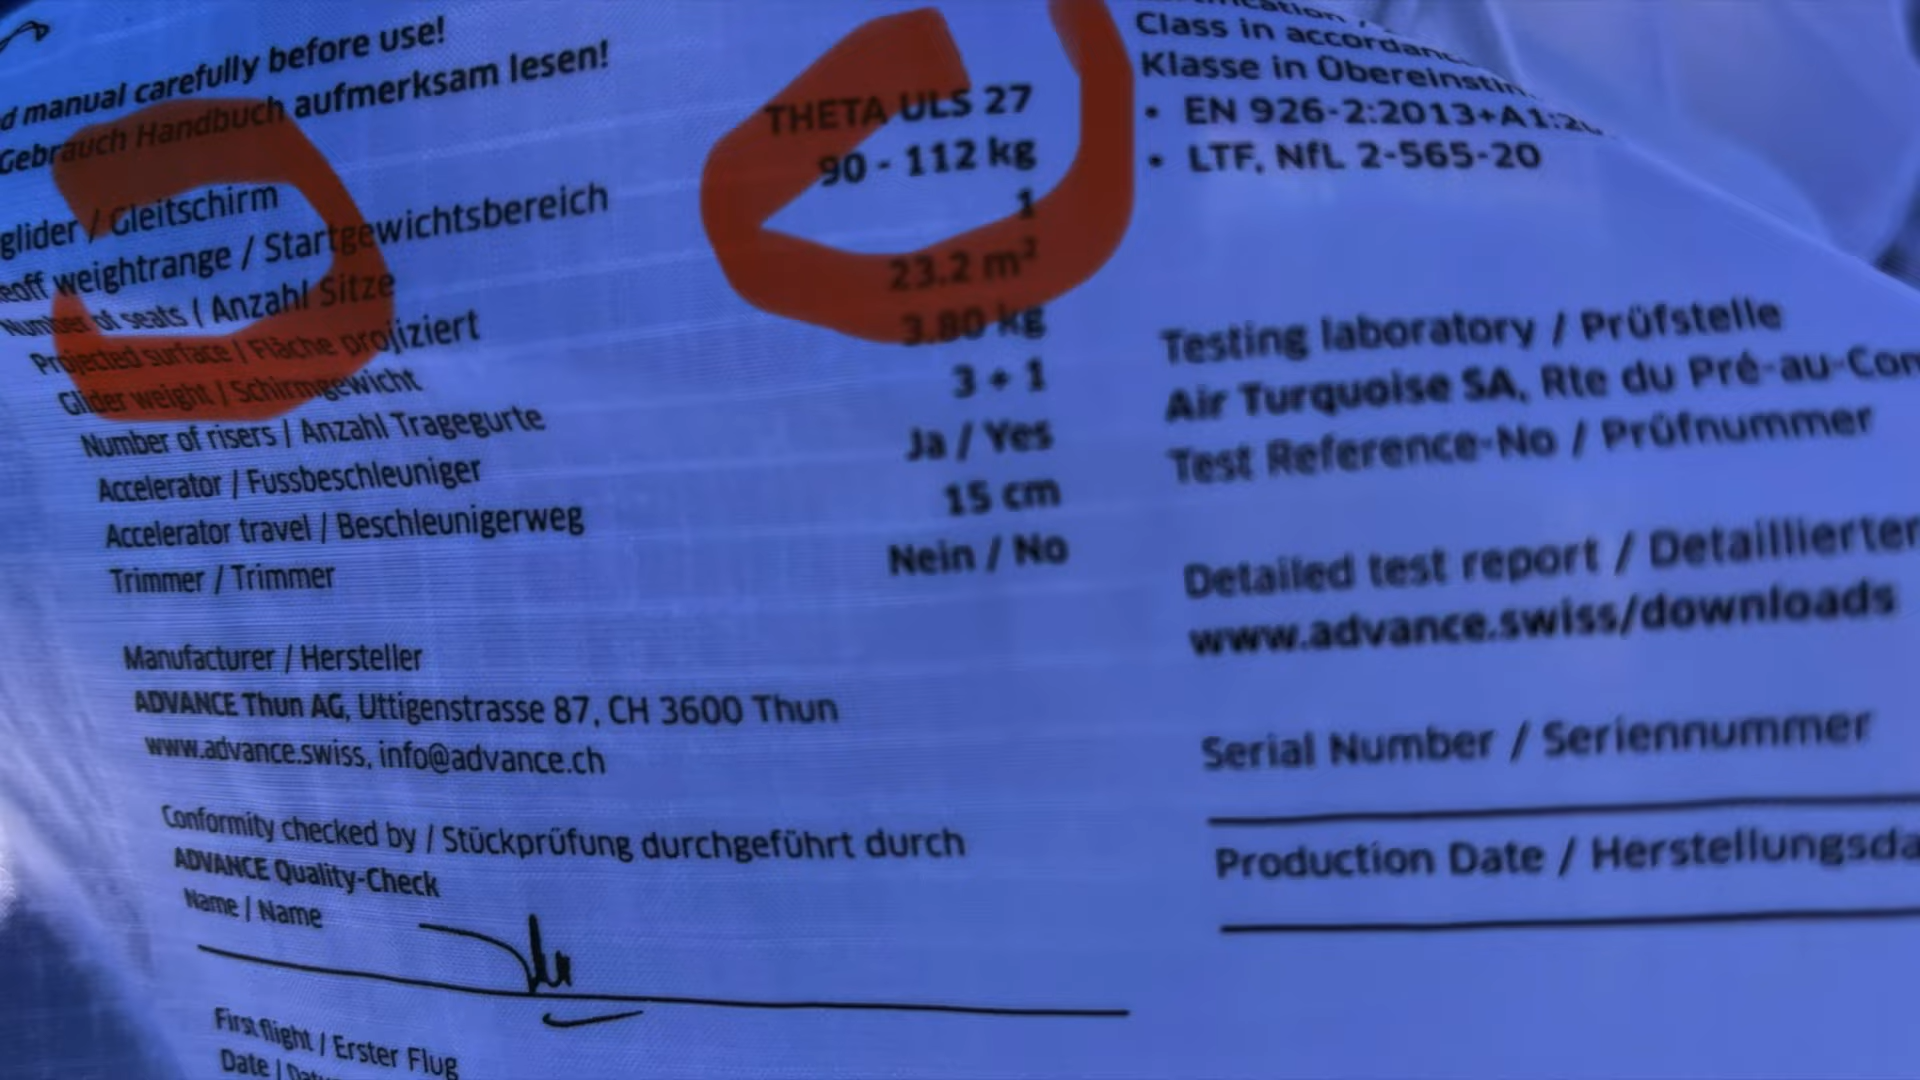 d manual carefully before use!
Gebrauch Handbuch aufmerksam lesen!
glider / Gleitschirm THETA ULS 27
eoff weightrange / Startgewichtsbereich 90 - 112 kg
Number of seats / Anzahl Sitze 1
Projected surface / Fläche projiziert 23.2 m²
Glider weight / Schirmgewicht 3.80 kg
Number of risers / Anzahl Tragegurte 3 + 1
Accelerator / Fussbeschleuniger Ja / Yes
Accelerator travel / Beschleunigerweg 15 cm
Trimmer / Trimmer Nein / No
Manufacturer / Hersteller
ADVANCE Thun AG, Uttigenstrasse 87, CH 3600 Thun
www.advance.swiss, info@advance.ch
Conformity checked by / Stückprüfung durchgeführt durch
ADVANCE Quality-Check
Name / Name
First flight / Erster Flug
Date /
Class in accordanc
Klasse in Übereinstim
• EN 926-2:2013+A1:20
• LTF, NfL 2-565-20
Testing laboratory / Prüfstelle
Air Turquoise SA, Rte du Pré-au-Com
Test Reference-No / Prüfnummer
Detailed test report / Detaillierter
www.advance.swiss/downloads
Serial Number / Seriennummer
Production Date / Herstellungsda